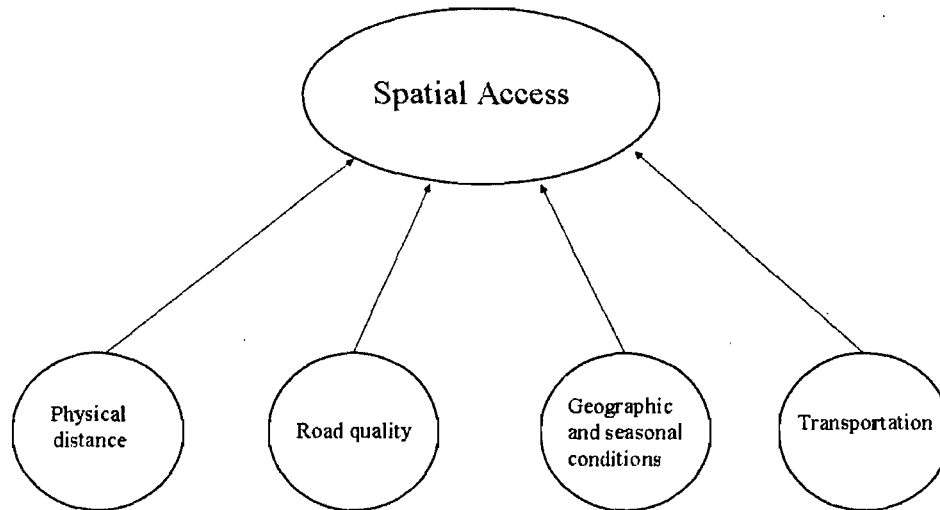 Spatial Access
Physical
distance
Road quality
Geographic
and seasonal
conditions
Transportation